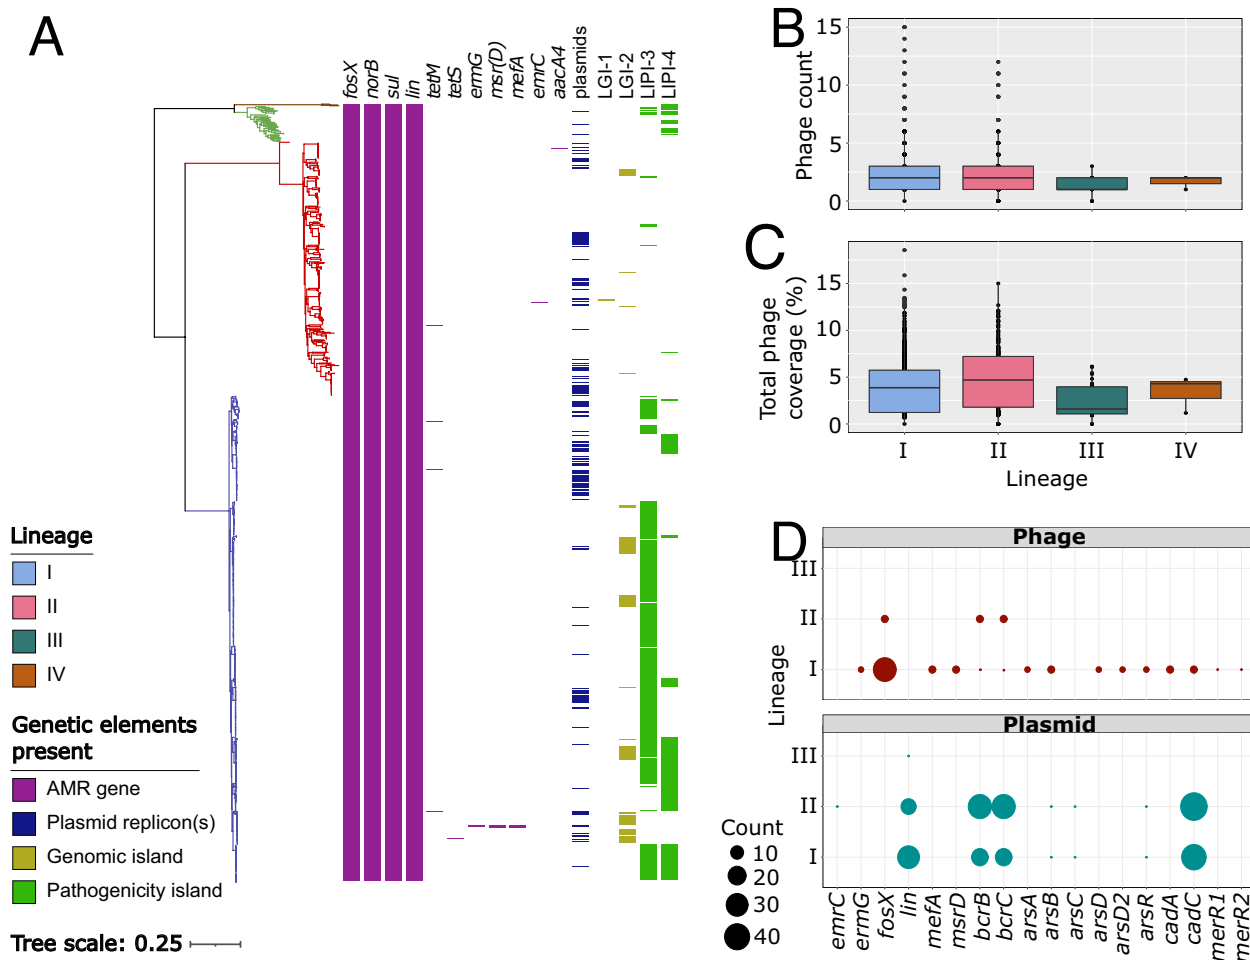 A
fosX
norB
sul
lin
tetM
tetS
ermG
msr(D)
mefA
emrC
aacA4
plasmids
LGI-1
LGI-2
LIPI-3
LIPI-4
Lineage
I
II
III
IV
Genetic elements
present
AMR gene
Plasmid replicon(s)
Genomic island
Pathogenicity island
Tree scale: 0.25
B
Phage count
15
10
5
0
C
Total phage
coverage (%)
15
10
5
0
I II III IV
Lineage
D
Phage
III
II
I
Lineage
Plasmid
III
II
I
Count
10
20
30
40
emrC
ermG
fosX
lin
mefA
msrD
bcrB
bcrC
arsA
arsB
arsC
arsD
arsD2
arsR
cadA
cadC
merR1
merR2